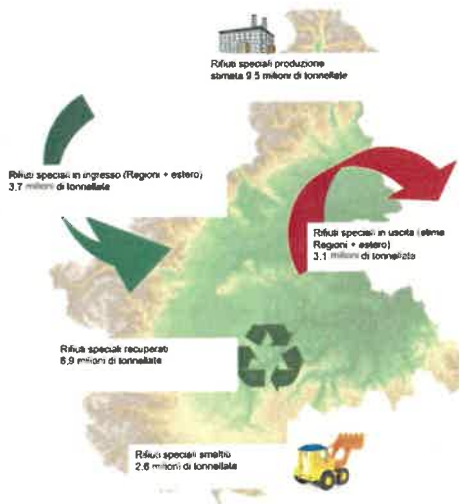 Rifiuti speciali produzione
stimata 9.5 milioni di tonnellate
Rifiuti speciali in ingresso (Regioni + estero)
3.7 milioni di tonnellate
Rifiuti speciali in uscita (stima
Regioni + estero)
3.1 milioni di tonnellate
Rifiuti speciali recuperati
6,9 milioni di tonnellate
Rifiuti speciali smaltiti
2.6 milioni di tonnellate